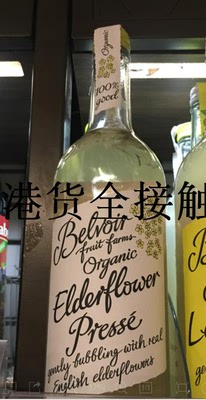 Organic
100%
good
港货全接触
Belvoir
fruit farms
Organic
Elderflower
Pressé
gently bubbling with real
English elderflowers